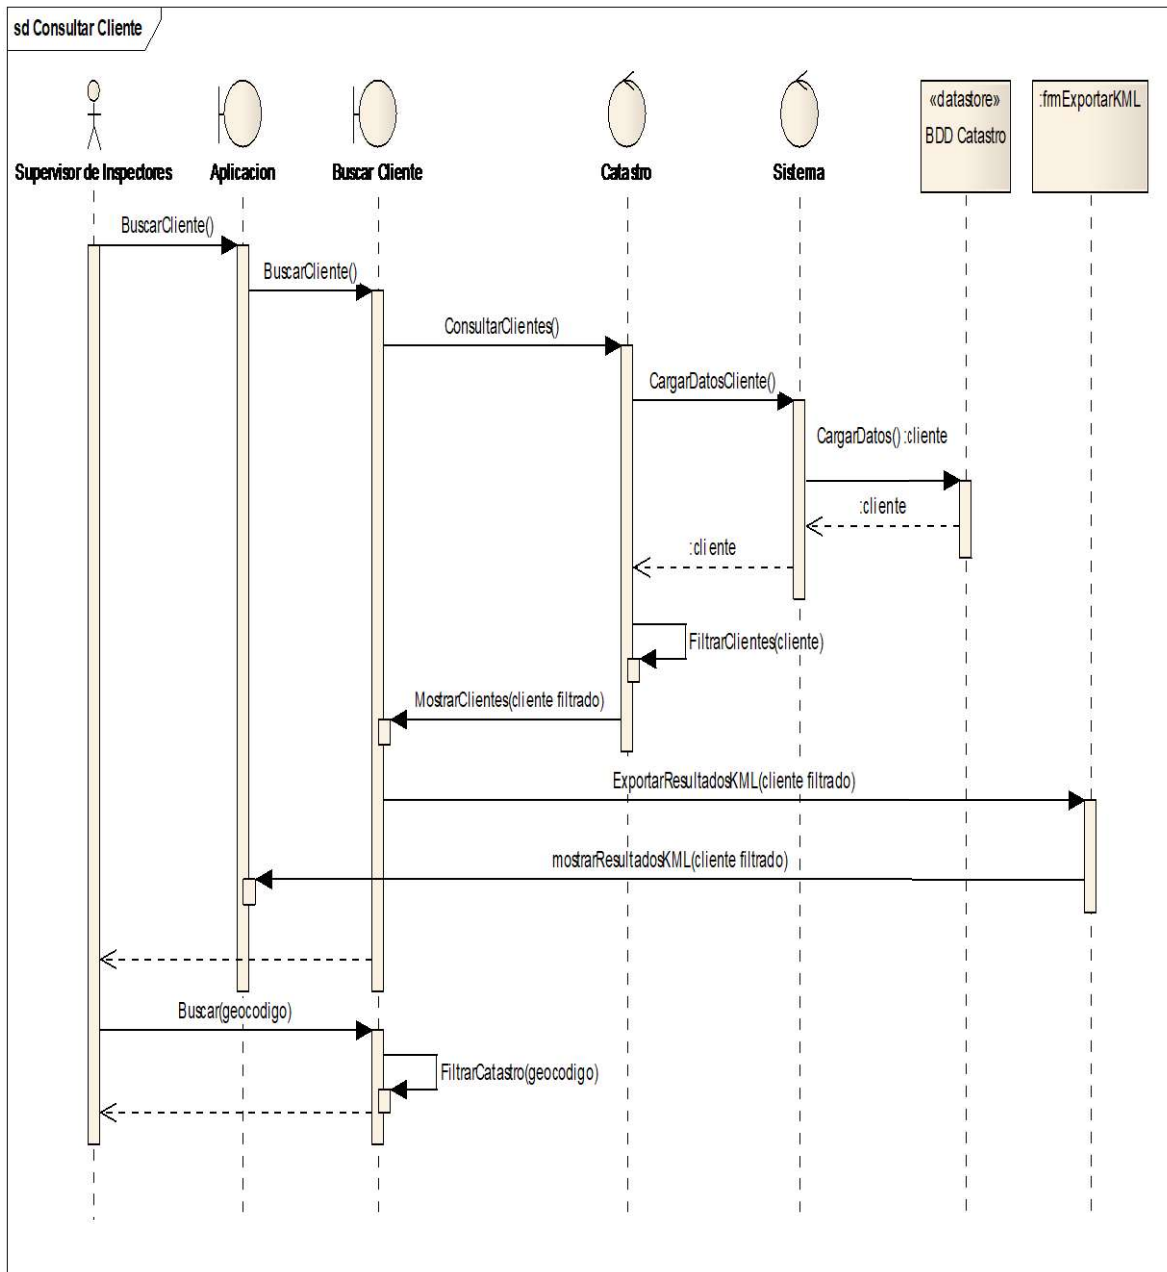 sd Consultar Cliente
«datastore»
BDD Catastro
:frmExportarKML
Supervisor de Inspectores
Aplicacion
Buscar Cliente
Catastro
Sistema
BuscarCliente()
BuscarCliente()
ConsultarClientes()
CargarDatosCliente()
CargarDatos() :cliente
:cliente
:cliente
FiltrarClientes(cliente)
MostrarClientes(cliente filtrado)
ExportarResultadosKML(cliente filtrado)
mostrarResultadosKML(cliente filtrado)
Buscar(geocodigo)
FiltrarCatastro(geocodigo)